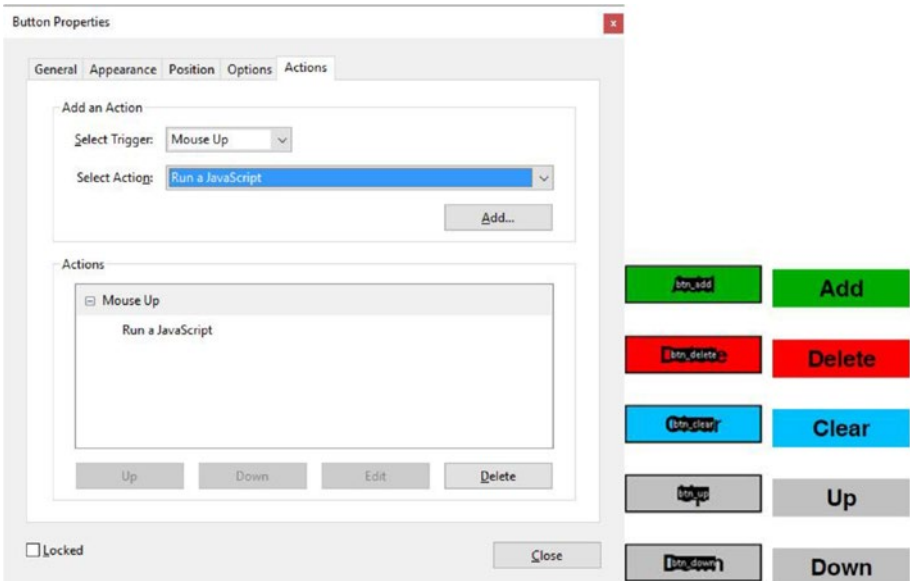 Button Properties
x
General Appearance Position Options Actions
Add an Action
Select Trigger: Mouse Up
Select Action: Run a JavaScript
Add...
Actions
Mouse Up
Run a JavaScript
Up Down Edit Delete
Locked
Close
btn_add Add
btn_delete Delete
btn_clear Clear
btn_up Up
btn_down Down